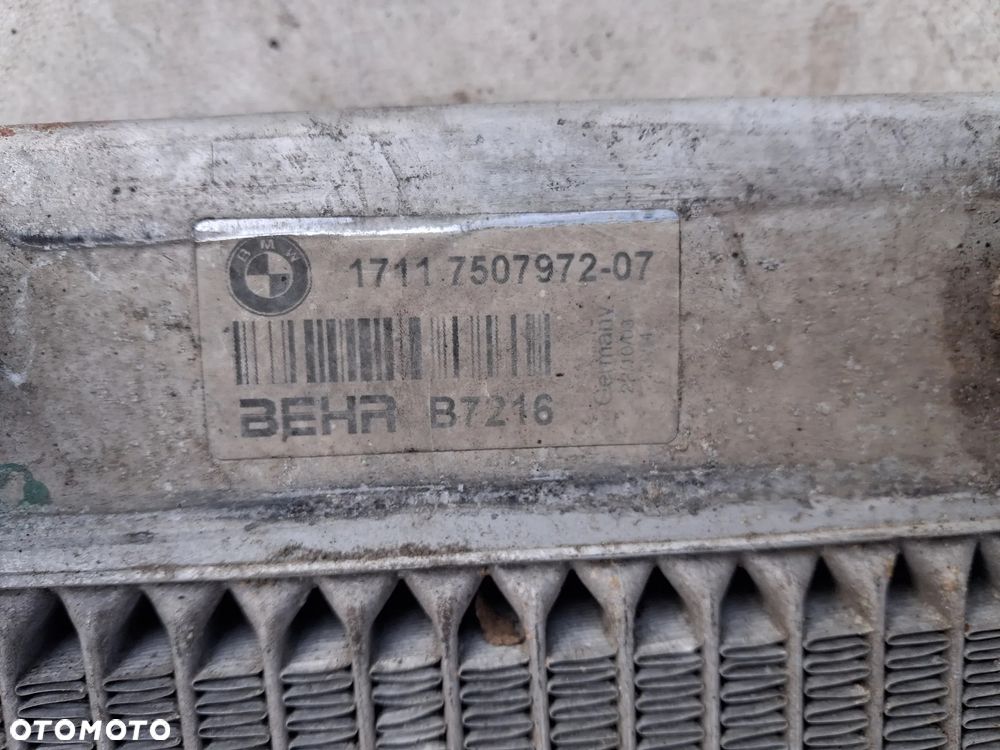 BMW
1711 7507972-07
BEHR B7216
Germany
OTOMOTO